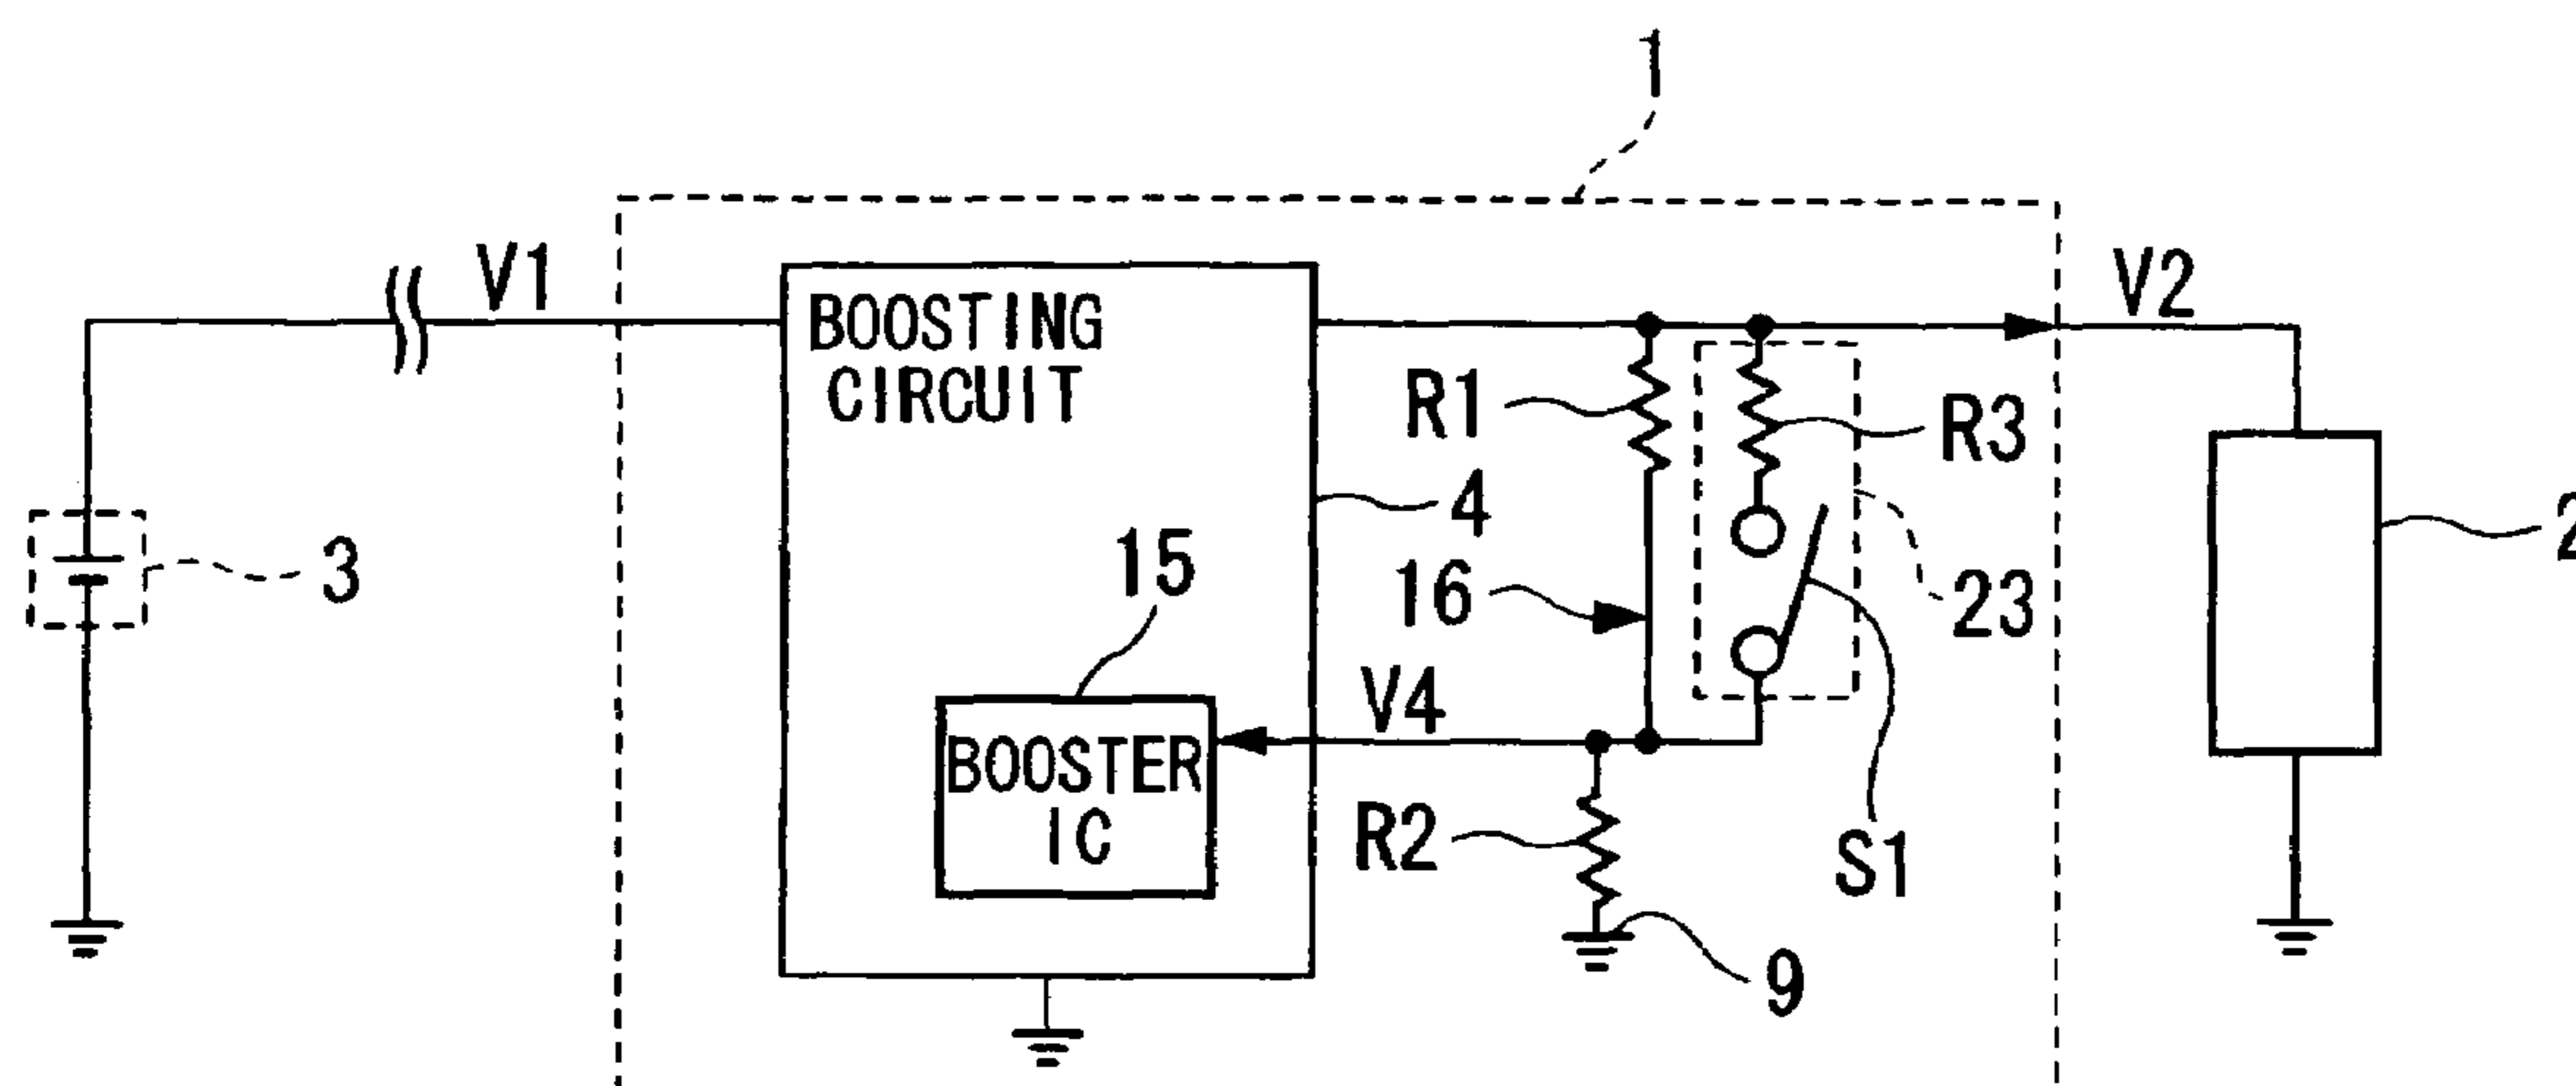 1
V1
V2
BOOSTING
CIRCUIT
R1
R3
4
2
15
16
3
23
V4
BOOSTER
IC
R2
S1
9